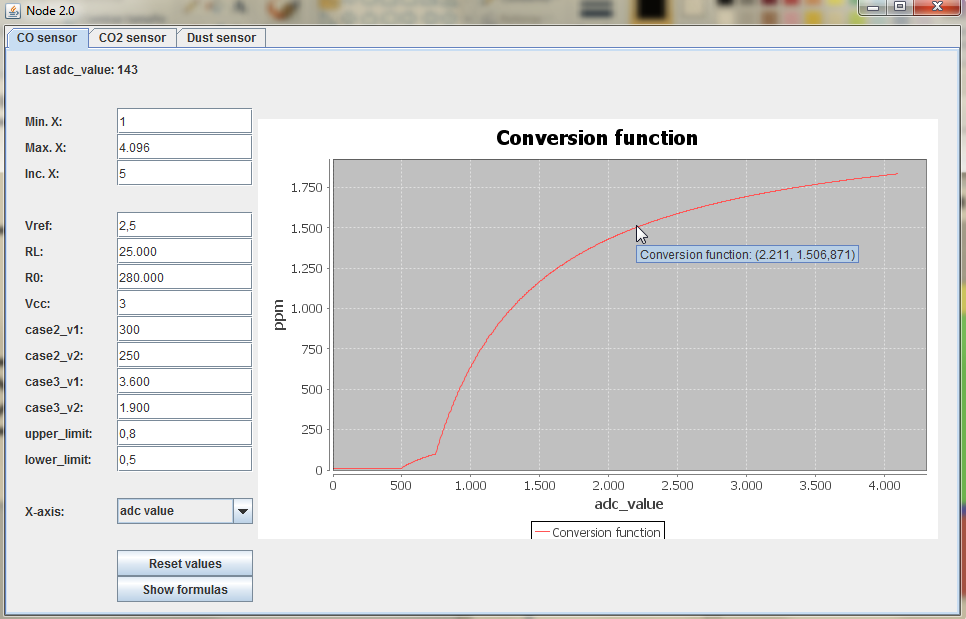 Node 2.0
CO sensor
CO2 sensor
Dust sensor
Last adc_value: 143
Min. X:
1
Max. X:
4.096
Inc. X:
5
Vref:
2,5
RL:
25.000
R0:
280.000
Vcc:
3
case2_v1:
300
case2_v2:
250
case3_v1:
3.600
case3_v2:
1.900
upper_limit:
0,8
lower_limit:
0,5
X-axis:
adc value
Reset values
Show formulas
Conversion function
1.750
1.500
1.250
1.000
750
500
250
0
ppm
Conversion function: (2.211, 1.506,871)
0
500
1.000
1.500
2.000
2.500
3.000
3.500
4.000
adc_value
Conversion function